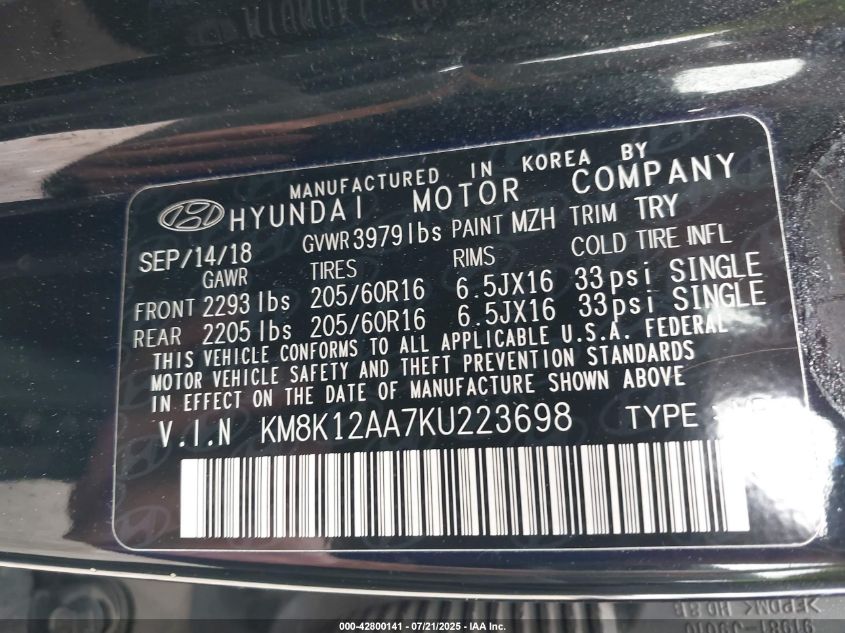 MANUFACTURED IN KOREA BY
HYUNDAI MOTOR COMPANY
SEP/14/18 GVWR 3979 lbs PAINT MZH TRIM TRY
GAWR TIRES RIMS COLD TIRE INFL
FRONT 2293 lbs 205/60R16 6.5JX16 33psi SINGLE
REAR 2205 lbs 205/60R16 6.5JX16 33psi SINGLE
THIS VEHICLE CONFORMS TO ALL APPLICABLE U.S.A. FEDERAL
MOTOR VEHICLE SAFETY AND THEFT PREVENTION STANDARDS
IN EFFECT ON THE DATE OF MANUFACTURE SHOWN ABOVE
V.I.N KM8K12AA7KU223698 TYPE :
000-42800141 - 07/21/2025 - © 2025 IAA Inc.